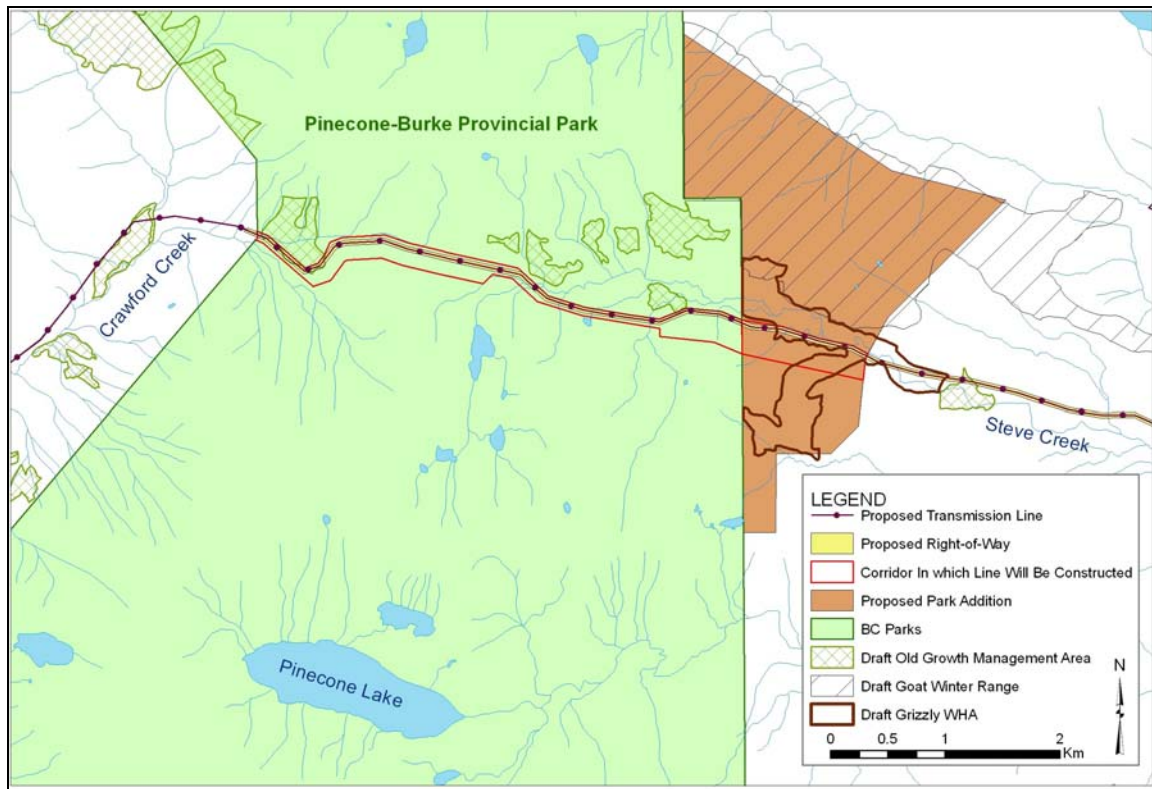 Pinecone-Burke Provincial Park
Crawford Creek
Steve Creek
Pinecone Lake
LEGEND
Proposed Transmission Line
Proposed Right-of-Way
Corridor In which Line Will Be Constructed
Proposed Park Addition
BC Parks
Draft Old Growth Management Area
Draft Goat Winter Range
Draft Grizzly WHA
N
0 0.5 1 2
Km